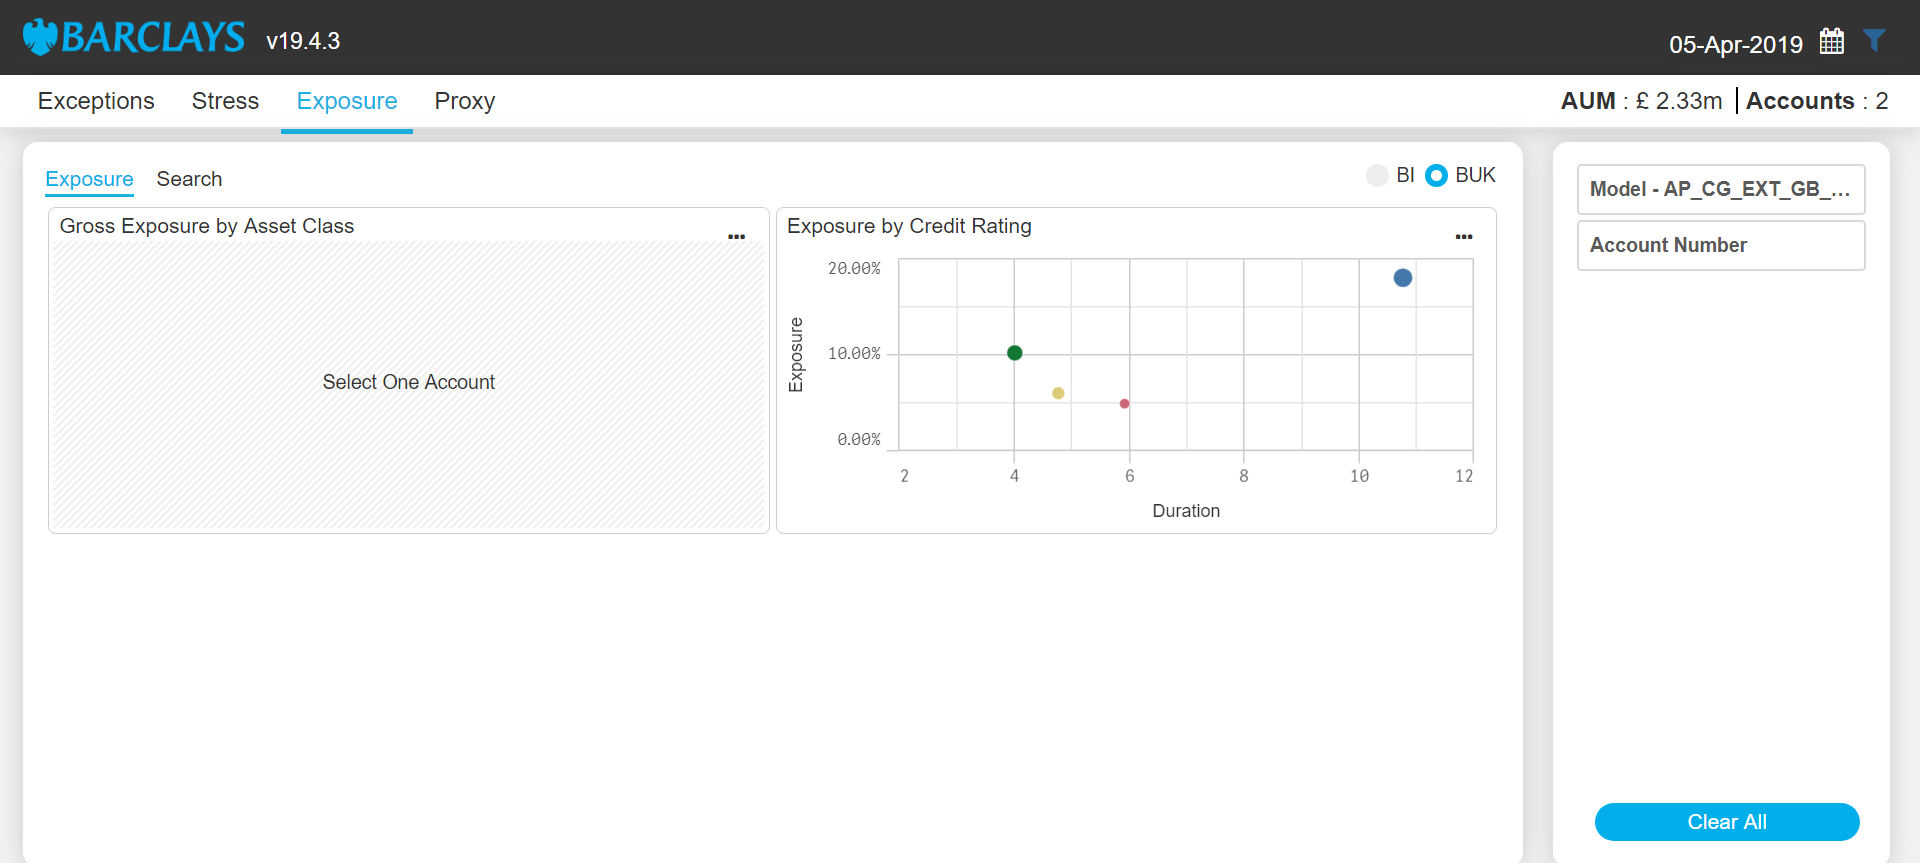 BARCLAYS v19.4.3
05-Apr-2019
Exceptions Stress Exposure Proxy
AUM : £ 2.33m Accounts : 2
Exposure Search
BI BUK
Gross Exposure by Asset Class
Select One Account
Exposure by Credit Rating
20.00%
10.00%
0.00%
Exposure
2 4 6 8 10 12
Duration
Model - AP_CG_EXT_GB_...
Account Number
Clear All